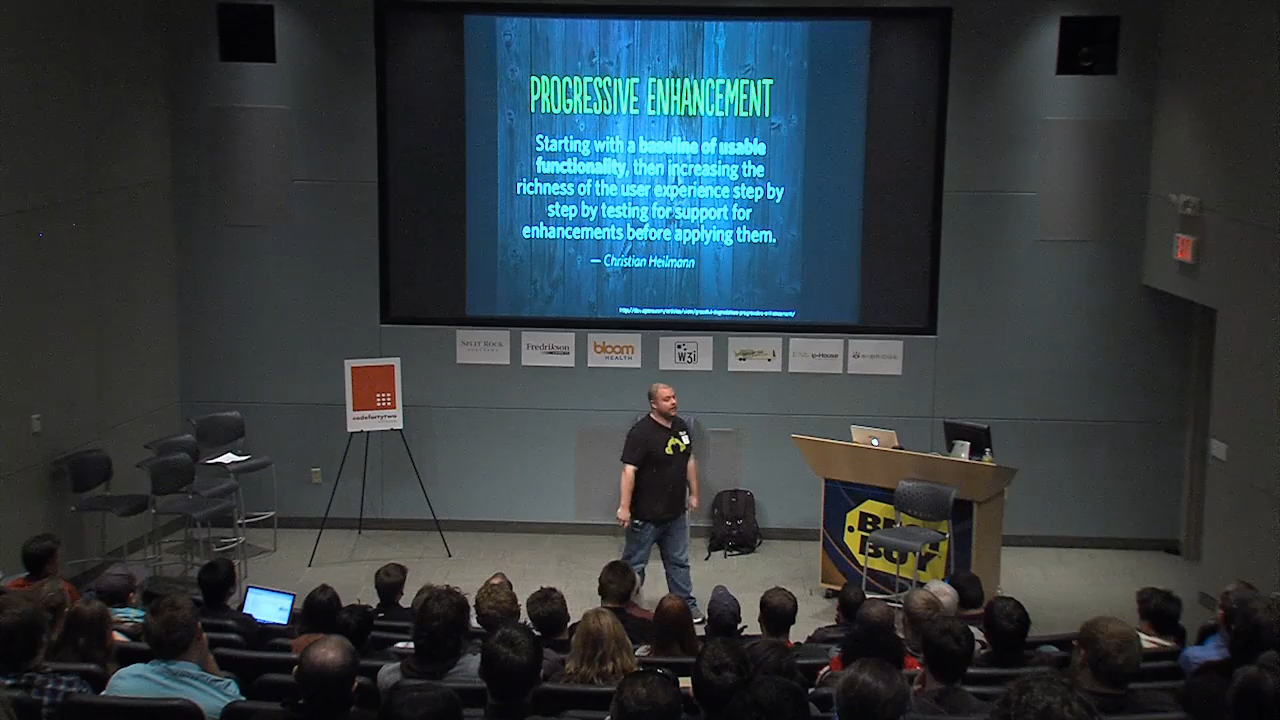 PROGRESSIVE ENHANCEMENT
Starting with a baseline of usable
functionality, then increasing the
richness of the user experience step by
step by testing for support for
enhancements before applying them.
— Christian Heilmann
SPLIT ROCK
Fredrikson
bloom
HEALTH
W3i
ip-House
codefortytwo
EXIT
BEST
BUY